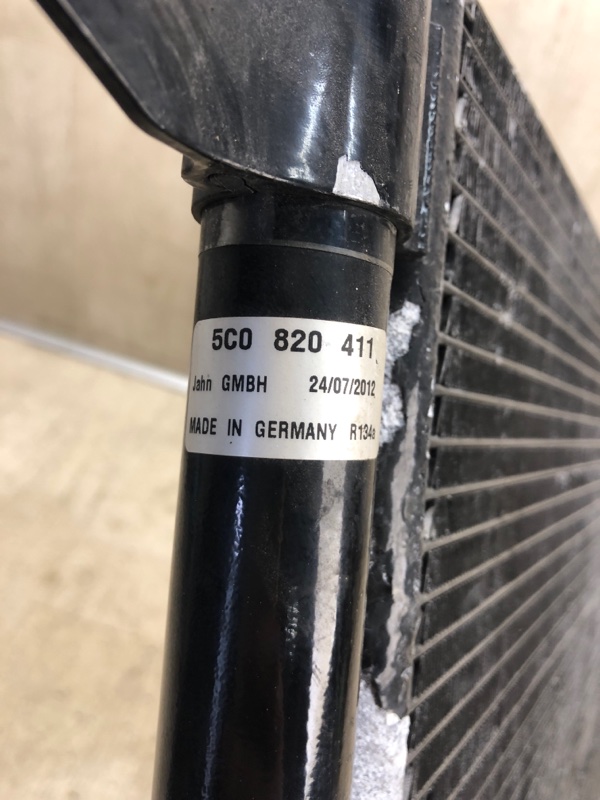 5C0 820 411
Jahn GMBH 24/07/2012
MADE IN GERMANY R134a